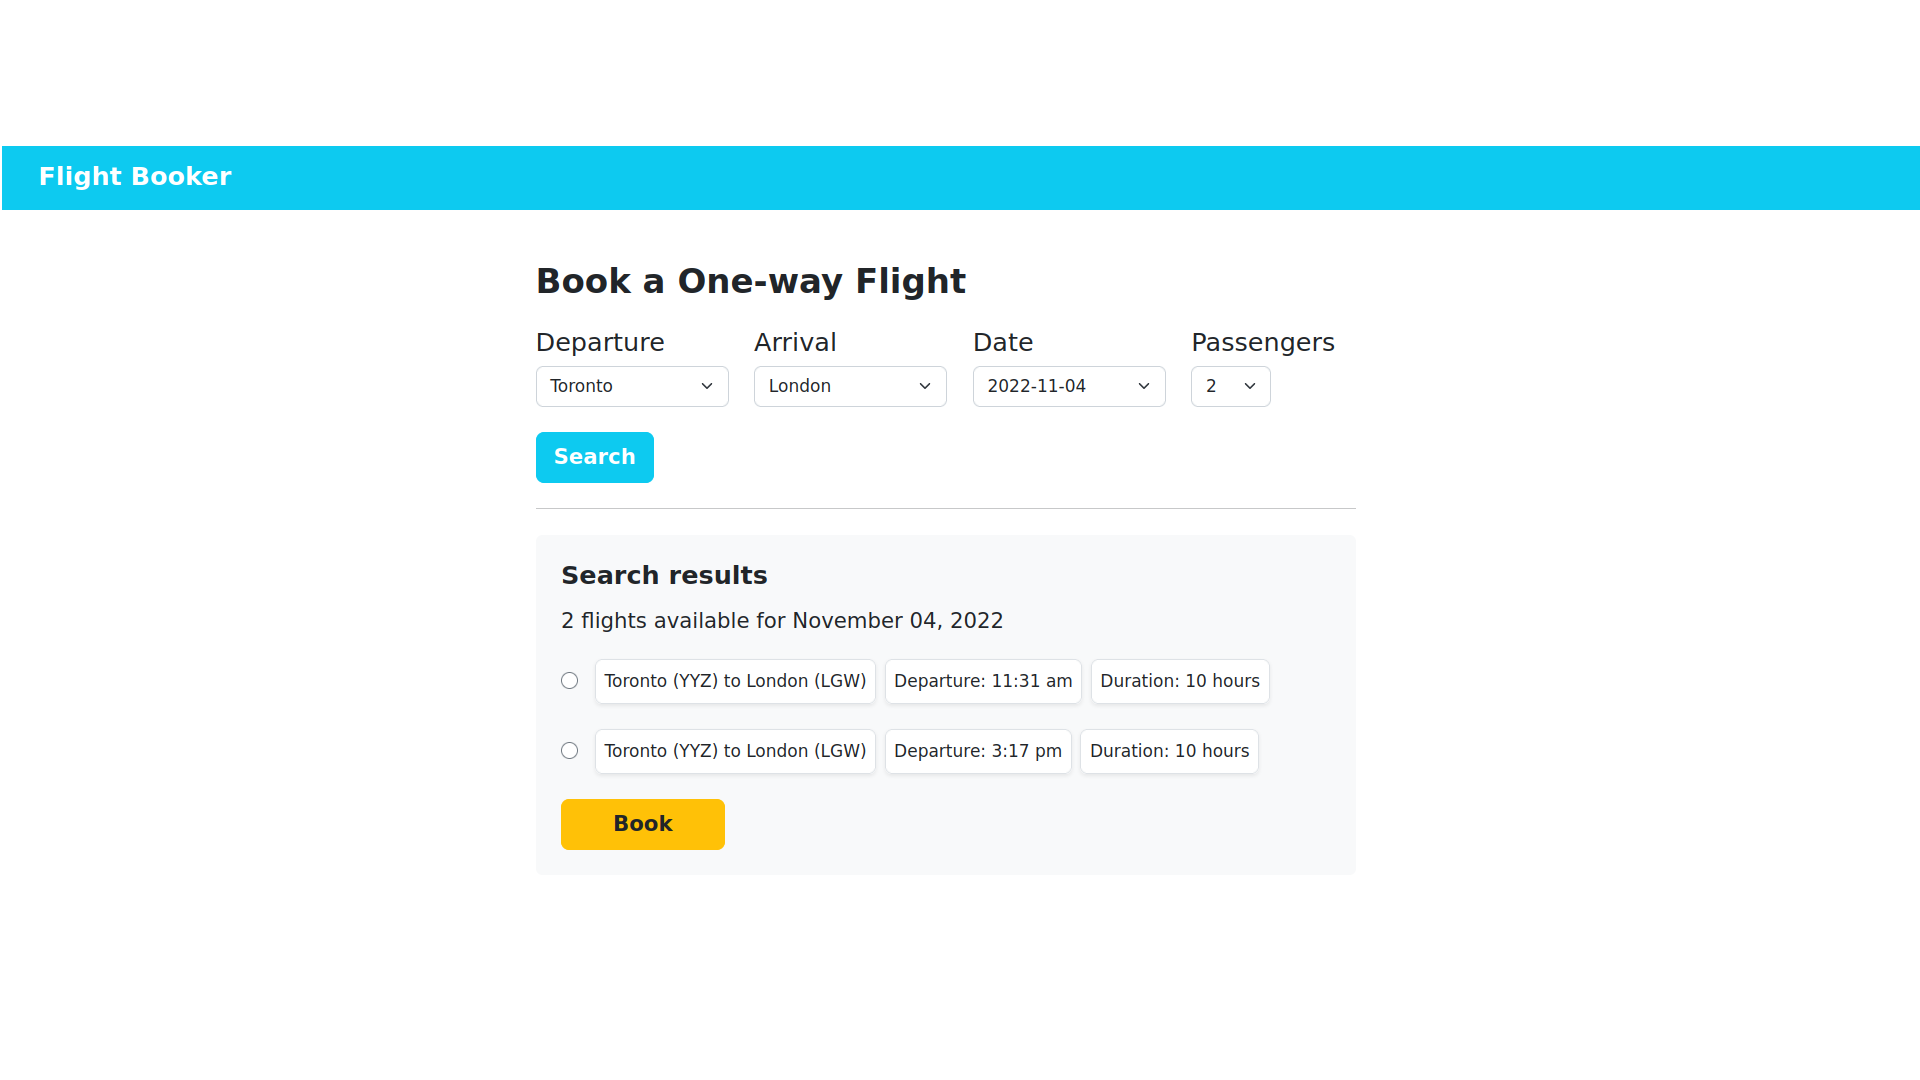 Flight Booker
Book a One-way Flight
Departure Arrival Date Passengers
Toronto London 2022-11-04 2
Search
Search results
2 flights available for November 04, 2022
Toronto (YYZ) to London (LGW) Departure: 11:31 am Duration: 10 hours
Toronto (YYZ) to London (LGW) Departure: 3:17 pm Duration: 10 hours
Book